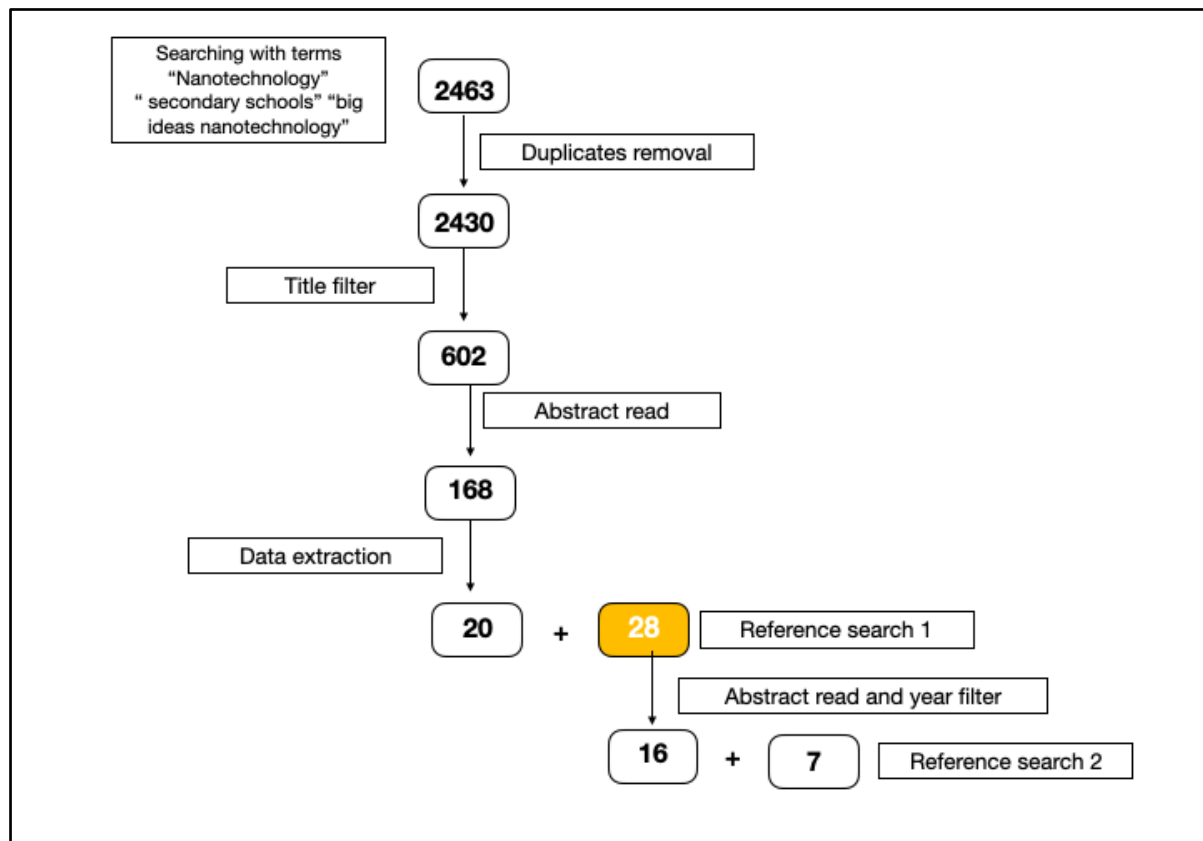 Searching with terms
“Nanotechnology”
“ secondary schools” “big
ideas nanotechnology”
2463
Duplicates removal
2430
Title filter
602
Abstract read
168
Data extraction
20 + 28 Reference search 1
Abstract read and year filter
16 + 7 Reference search 2